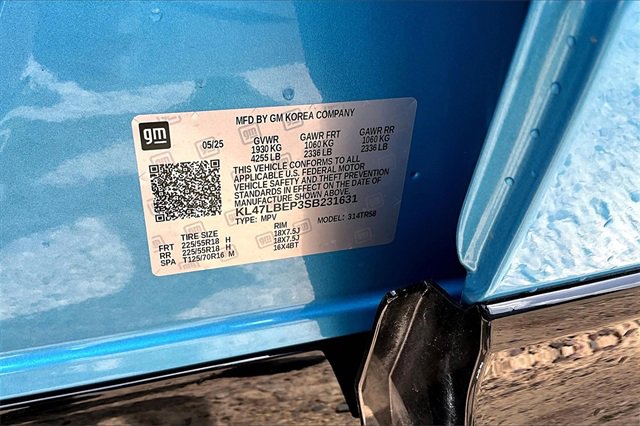 MFD BY GM KOREA COMPANY
gm
05/25
GVWR GAWR FRT GAWR RR
1930 KG 1060 KG 1060 KG
4255 LB 2336 LB 2336 LB
THIS VEHICLE CONFORMS TO ALL
APPLICABLE U.S. FEDERAL MOTOR
VEHICLE SAFETY AND THEFT PREVENTION
STANDARDS IN EFFECT ON THE DATE OF
MANUFACTURE SHOWN ABOVE.
KL47LBEP3SB231631
TYPE: MPV MODEL: 314TR58
TIRE SIZE RIM
FRT 225/55R18 H 18X7.5J
RR 225/55R18 H 18X7.5J
SPA T125/70R16 M 16X4BT